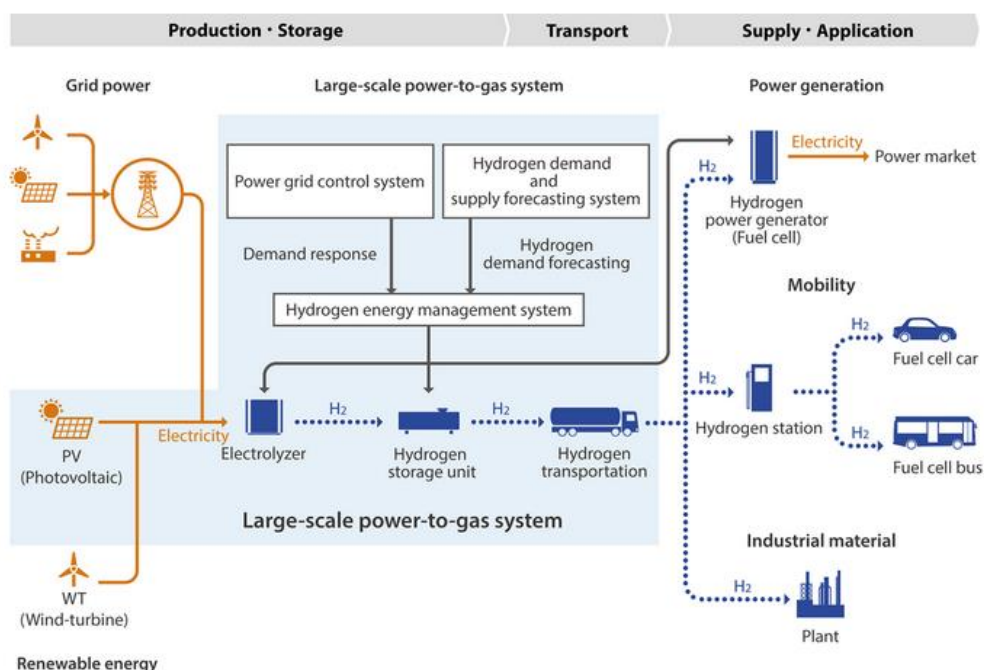 Production · Storage
Transport
Supply · Application
Grid power
Large-scale power-to-gas system
Power generation
Power grid control system
Hydrogen demand
and
supply forecasting system
H2
Electricity
Power market
Hydrogen
power generator
(Fuel cell)
Demand response
Hydrogen
demand forecasting
Hydrogen energy management system
Mobility
H2
Fuel cell car
H2
Hydrogen station
H2
Fuel cell bus
PV
(Photovoltaic)
Electricity
Electrolyzer
H2
Hydrogen
storage unit
H2
Hydrogen
transportation
Large-scale power-to-gas system
Industrial material
H2
Plant
WT
(Wind-turbine)
Renewable energy